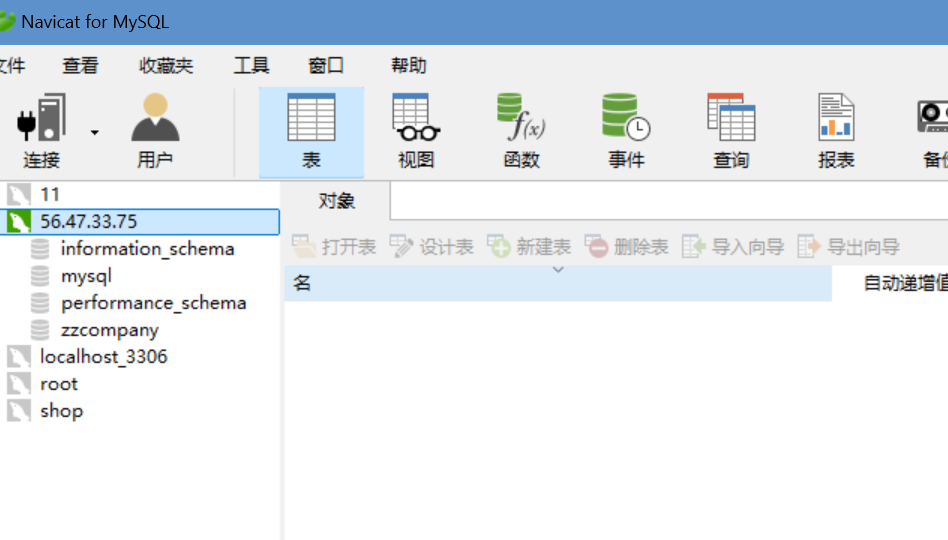 Navicat for MySQL
文件 查看 收藏夹 工具 窗口 帮助
连接 用户 表 视图 函数 事件 查询 报表 备份
f(x)
11
对象
56.47.33.75
打开表 设计表 新建表 删除表 导入向导 导出向导
information_schema
mysql
名 自动递增值
performance_schema
zzcompany
localhost_3306
root
shop